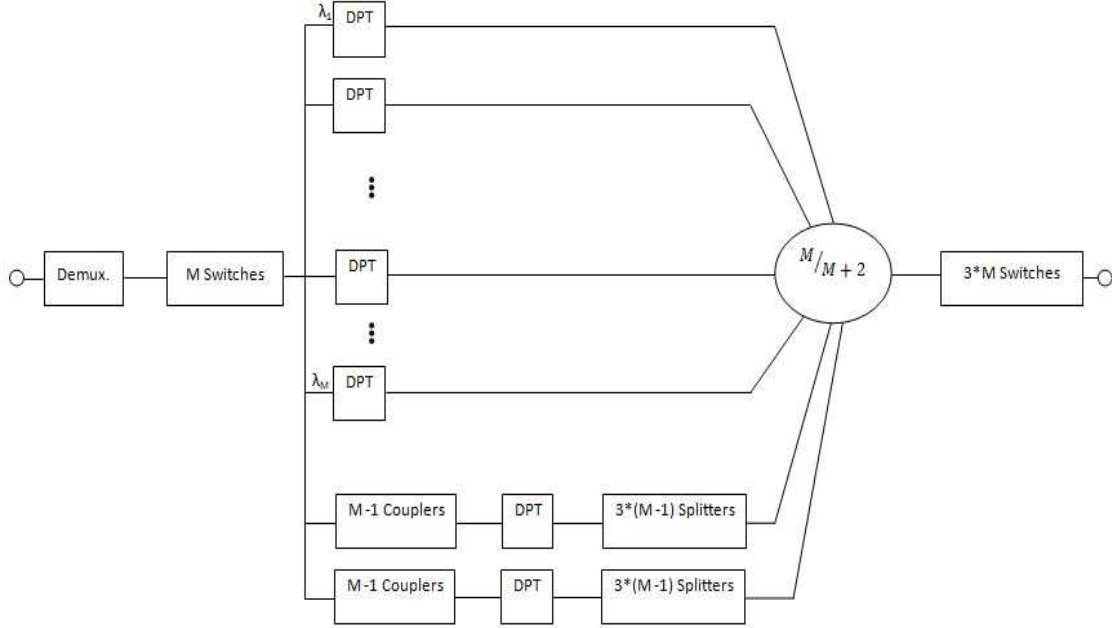 λ1 DPT
DPT
Demux.
M Switches
DPT
M/M + 2
3*M Switches
λM DPT
M-1 Couplers
DPT
3*(M-1) Splitters
M-1 Couplers
DPT
3*(M-1) Splitters